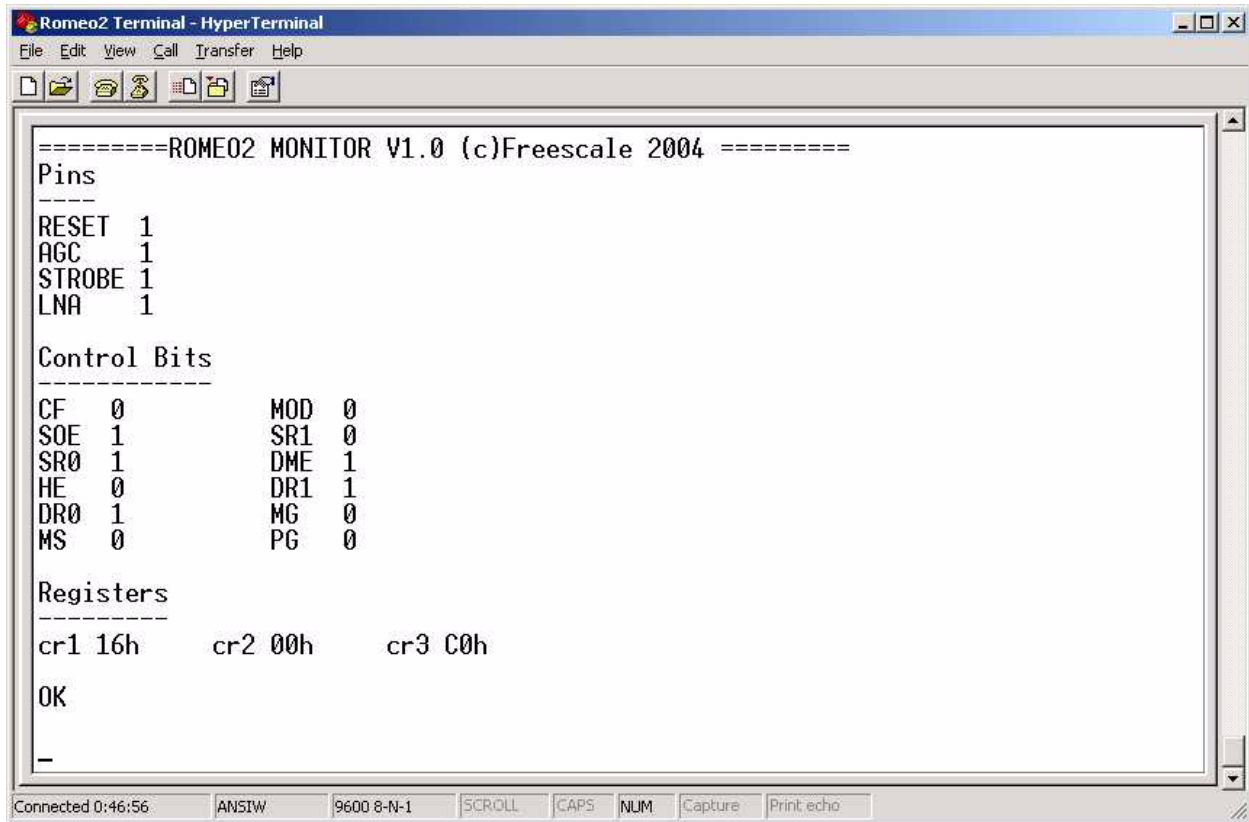 Romeo2 Terminal - HyperTerminal
File Edit View Call Transfer Help
=========ROMEO2 MONITOR V1.0 (c)Freescale 2004 =========
Pins
----
RESET 1
AGC 1
STROBE 1
LNA 1
Control Bits
------------
CF 0 MOD 0
SOE 1 SR1 0
SR0 1 DME 1
HE 0 DR1 1
DR0 1 MG 0
MS 0 PG 0
Registers
---------
cr1 16h cr2 00h cr3 C0h
OK
_
Connected 0:46:56 ANSIW 9600 8-N-1 SCROLL CAPS NUM Capture Print echo